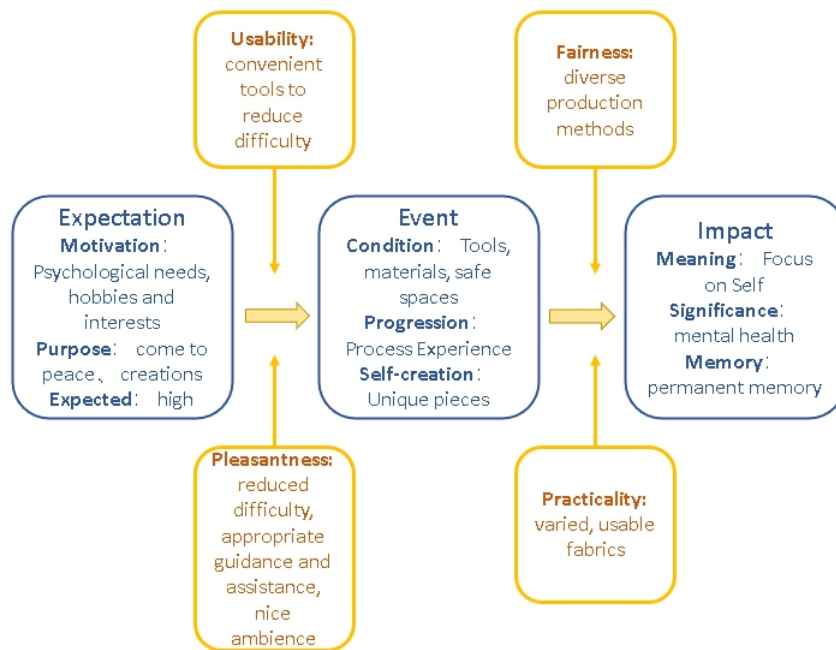 Usability:
convenient
tools to
reduce
difficulty
Fairness:
diverse
production
methods
Expectation
Motivation：
Psychological needs,
hobbies and
interests
Purpose： come to
peace、 creations
Expected： high
Event
Condition： Tools,
materials, safe
spaces
Progression：
Process Experience
Self-creation：
Unique pieces
Impact
Meaning： Focus
on Self
Significance：
mental health
Memory：
permanent memory
Pleasantness:
reduced
difficulty,
appropriate
guidance and
assistance,
nice
ambience
Practicality:
varied, usable
fabrics